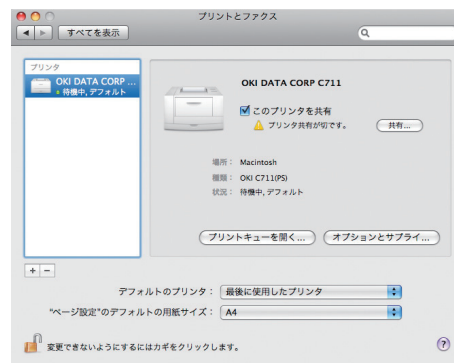 プリントとファクス
すべてを表示
プリンタ
OKI DATA CORP ...
待機中, デフォルト
OKI DATA CORP C711
このプリンタを共有
プリンタ共有が切です。
共有...
場所： Macintosh
種類： OKI C711(PS)
状況： 待機中, デフォルト
プリントキューを開く...
オプションとサプライ...
+ −
デフォルトのプリンタ： 最後に使用したプリンタ
"ページ設定"のデフォルトの用紙サイズ： A4
変更できないようにするにはカギをクリックします。
?